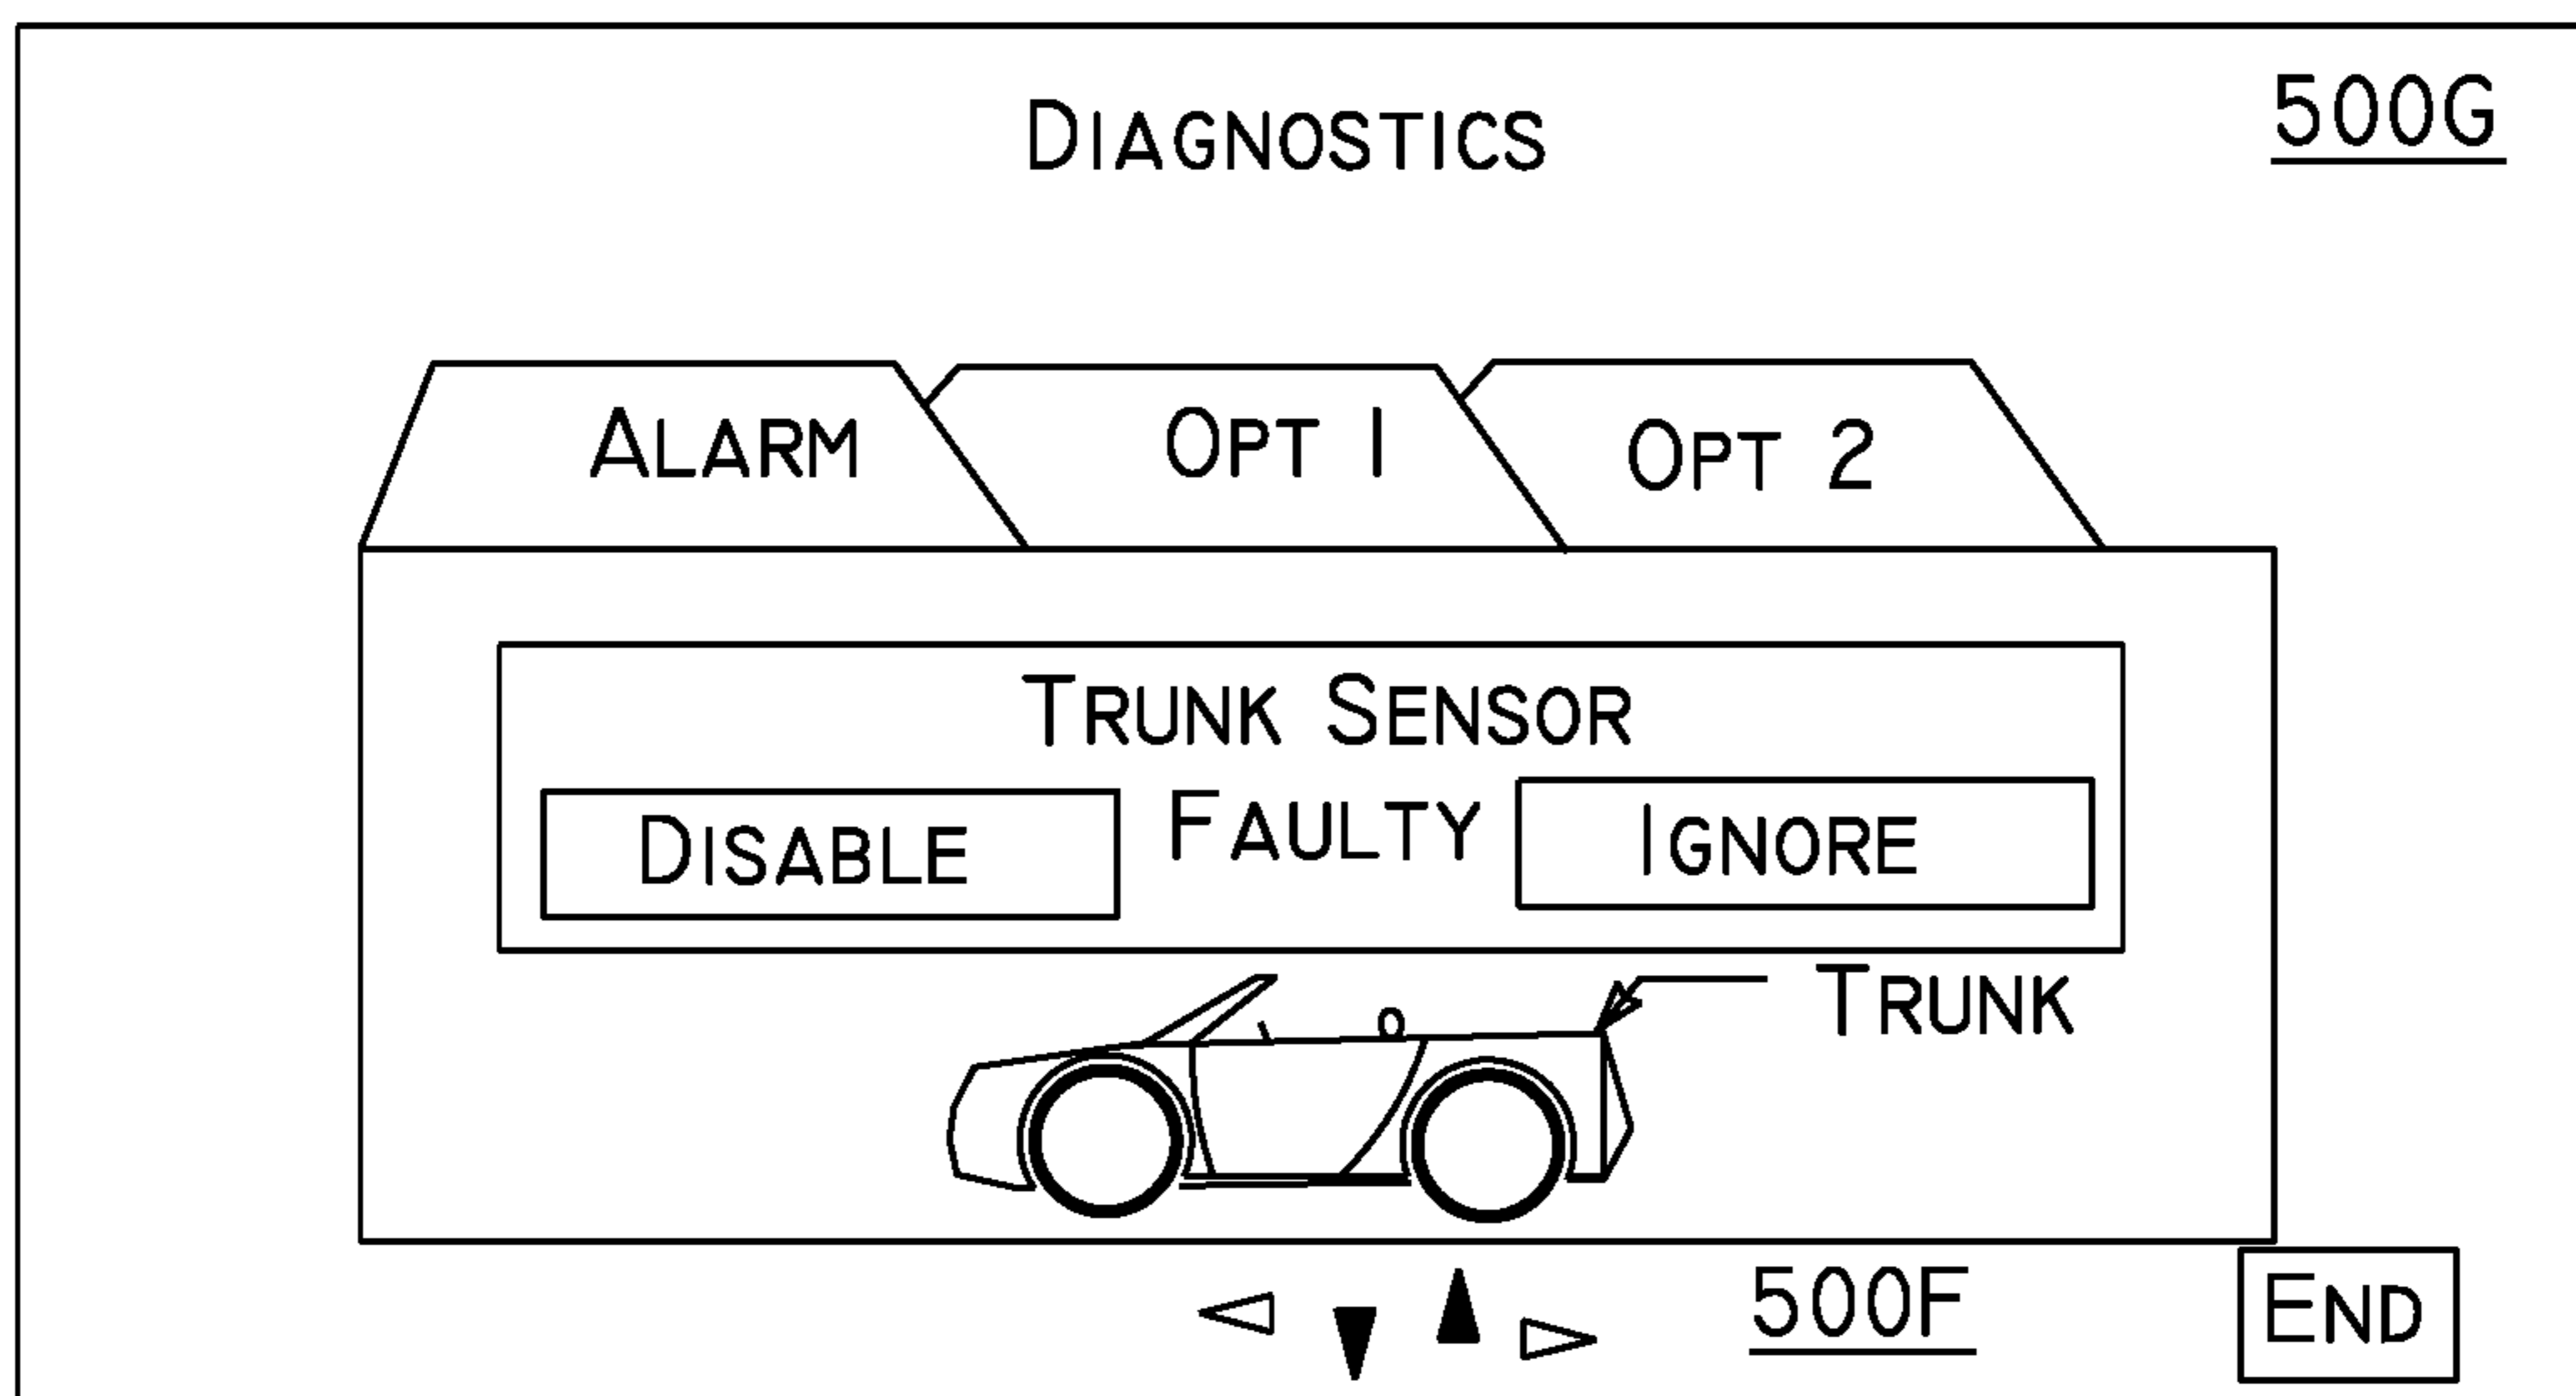 500G
DIAGNOSTICS
ALARM OPT 1 OPT 2
TRUNK SENSOR
DISABLE FAULTY IGNORE
TRUNK
500F
END